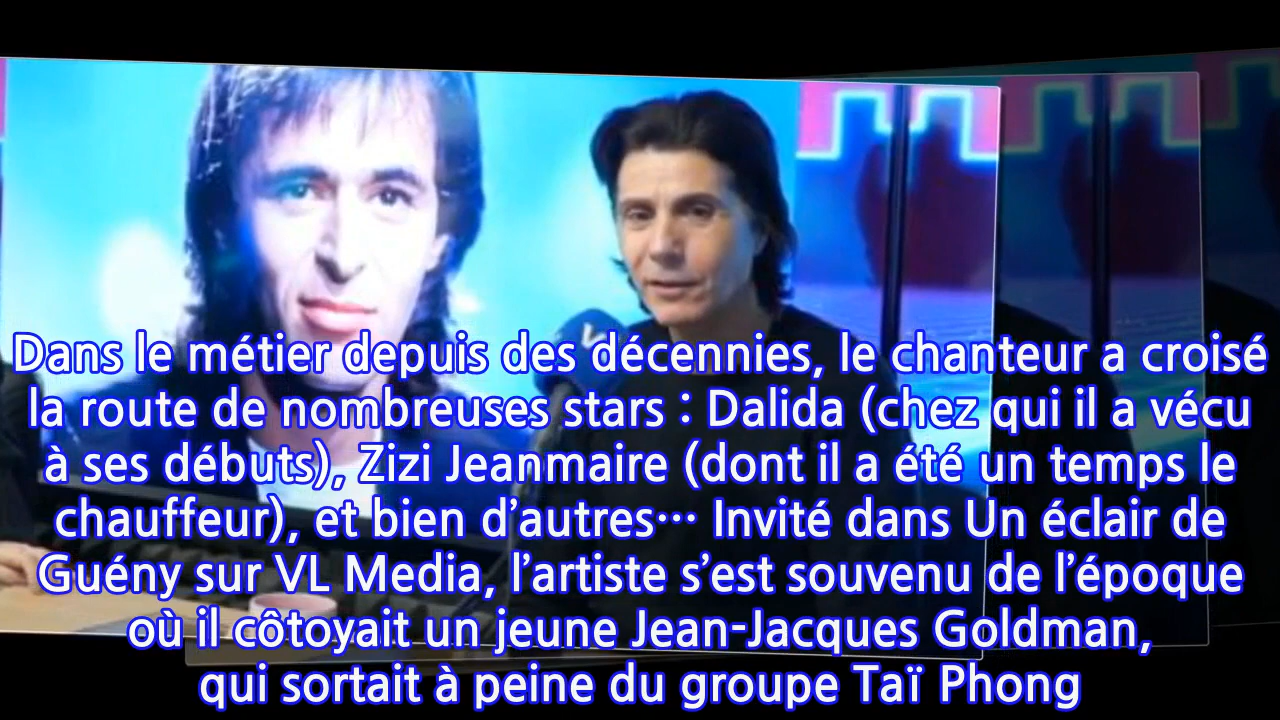 Dans le métier depuis des décennies, le chanteur a croisé
la route de nombreuses stars : Dalida (chez qui il a vécu
à ses débuts), Zizi Jeanmaire (dont il a été un temps le
chauffeur), et bien d’autres… Invité dans Un éclair de
Guény sur VL Media, l’artiste s’est souvenu de l’époque
où il côtoyait un jeune Jean-Jacques Goldman,
qui sortait à peine du groupe Taï Phong